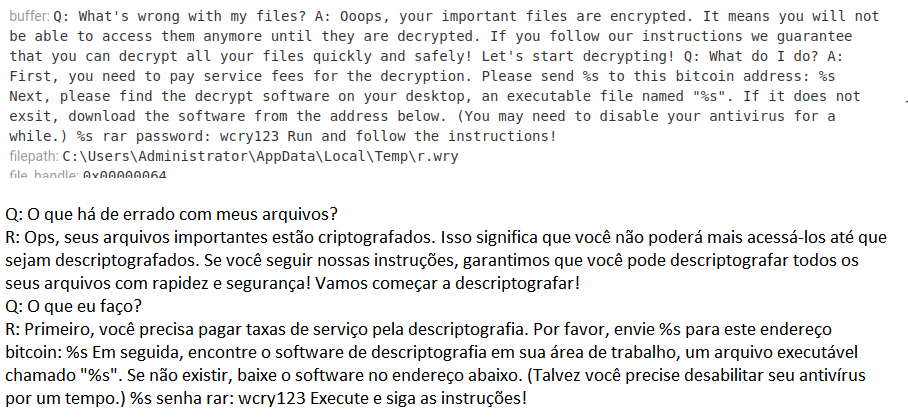 buffer: Q: What's wrong with my files? A: Ooops, your important files are encrypted. It means you will not
be able to access them anymore until they are decrypted. If you follow our instructions we guarantee
that you can decrypt all your files quickly and safely! Let's start decrypting! Q: What do I do? A:
First, you need to pay service fees for the decryption. Please send %s to this bitcoin address: %s
Next, please find the decrypt software on your desktop, an executable file named "%s". If it does not
exsit, download the software from the address below. (You may need to disable your antivirus for a
while.) %s rar password: wcry123 Run and follow the instructions!
filepath: C:\Users\Administrator\AppData\Local\Temp\r.wry
file_handle: 0x00000064
Q: O que há de errado com meus arquivos?
R: Ops, seus arquivos importantes estão criptografados. Isso significa que você não poderá mais acessá-los até que
sejam descriptografados. Se você seguir nossas instruções, garantimos que você pode descriptografar todos os
seus arquivos com rapidez e segurança! Vamos começar a descriptografar!
Q: O que eu faço?
R: Primeiro, você precisa pagar taxas de serviço pela descriptografia. Por favor, envie %s para este endereço
bitcoin: %s Em seguida, encontre o software de descriptografia em sua área de trabalho, um arquivo executável
chamado "%s". Se não existir, baixe o software no endereço abaixo. (Talvez você precise desabilitar seu antivírus
por um tempo.) %s senha rar: wcry123 Execute e siga as instruções!